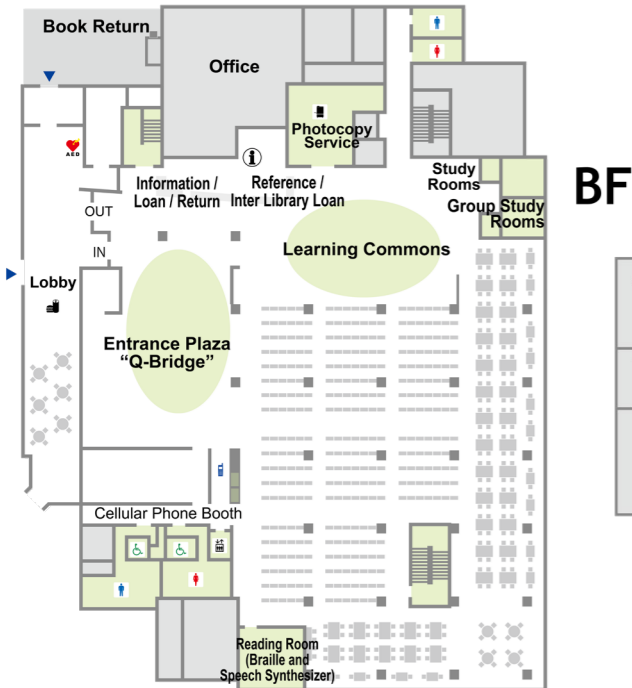 Book Return
Office
Photocopy
Service
AED
Information /
Loan / Return
Reference /
Inter Library Loan
Study
Rooms
Group Study
Rooms
BF
OUT
IN
Learning Commons
Lobby
Entrance Plaza
“Q-Bridge”
Cellular Phone Booth
Reading Room
(Braille and
Speech Synthesizer)